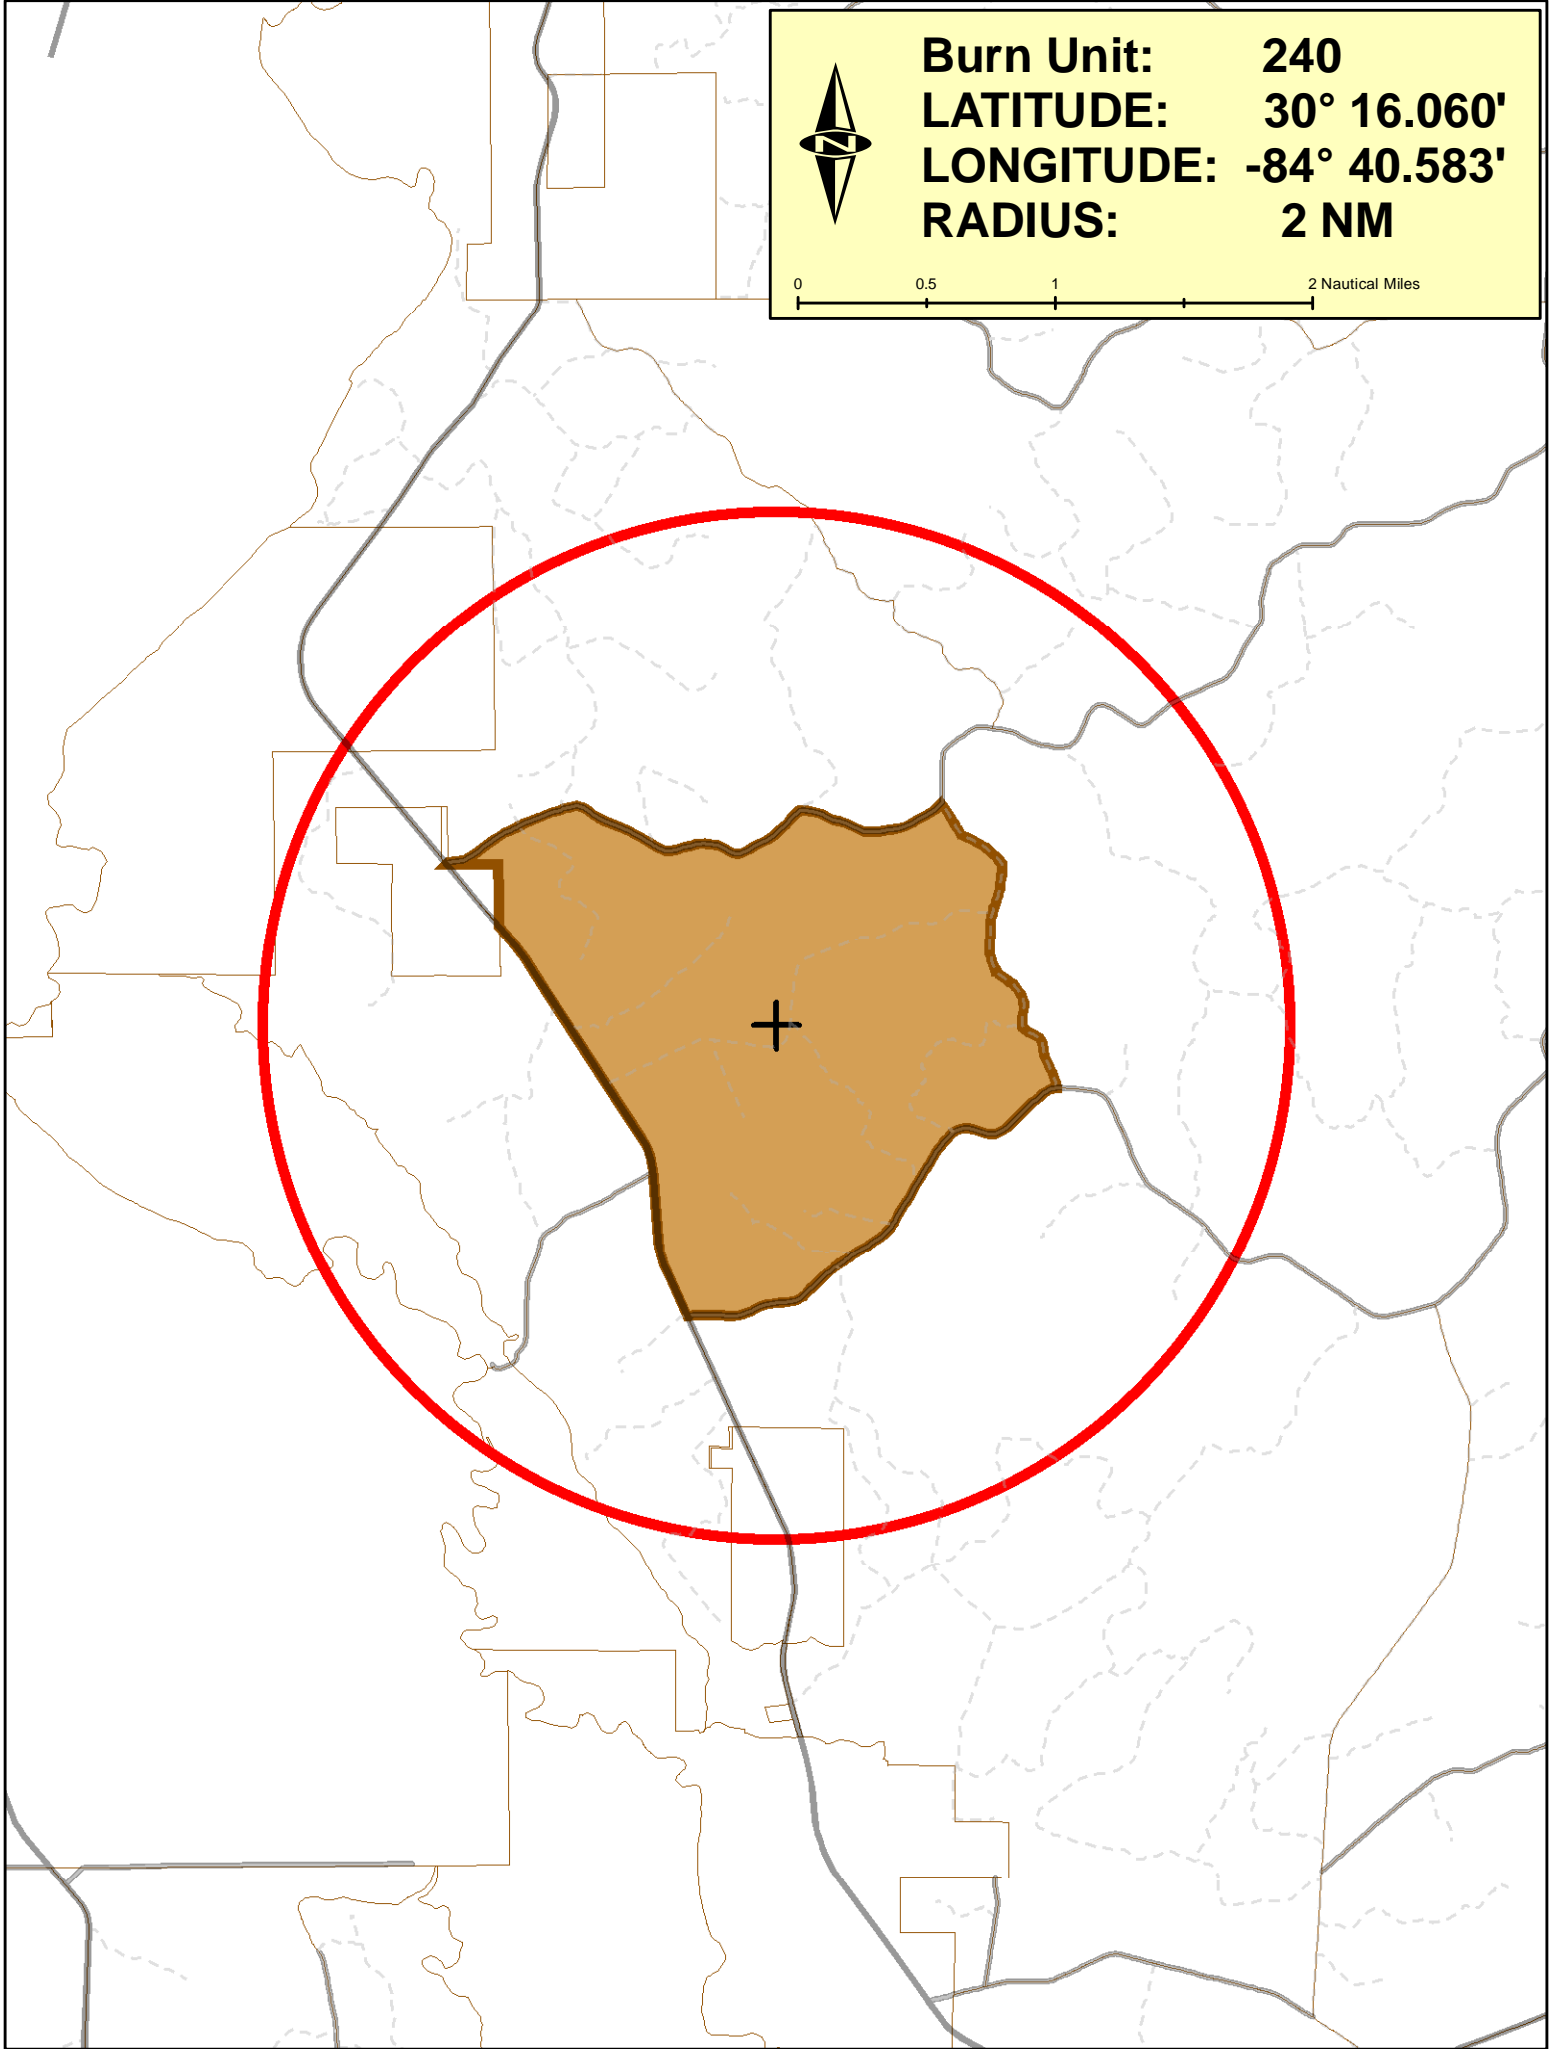 Burn Unit: 240
LATITUDE: 30° 16.060'
LONGITUDE: -84° 40.583'
RADIUS: 2 NM
N
0 0.5 1 2 Nautical Miles